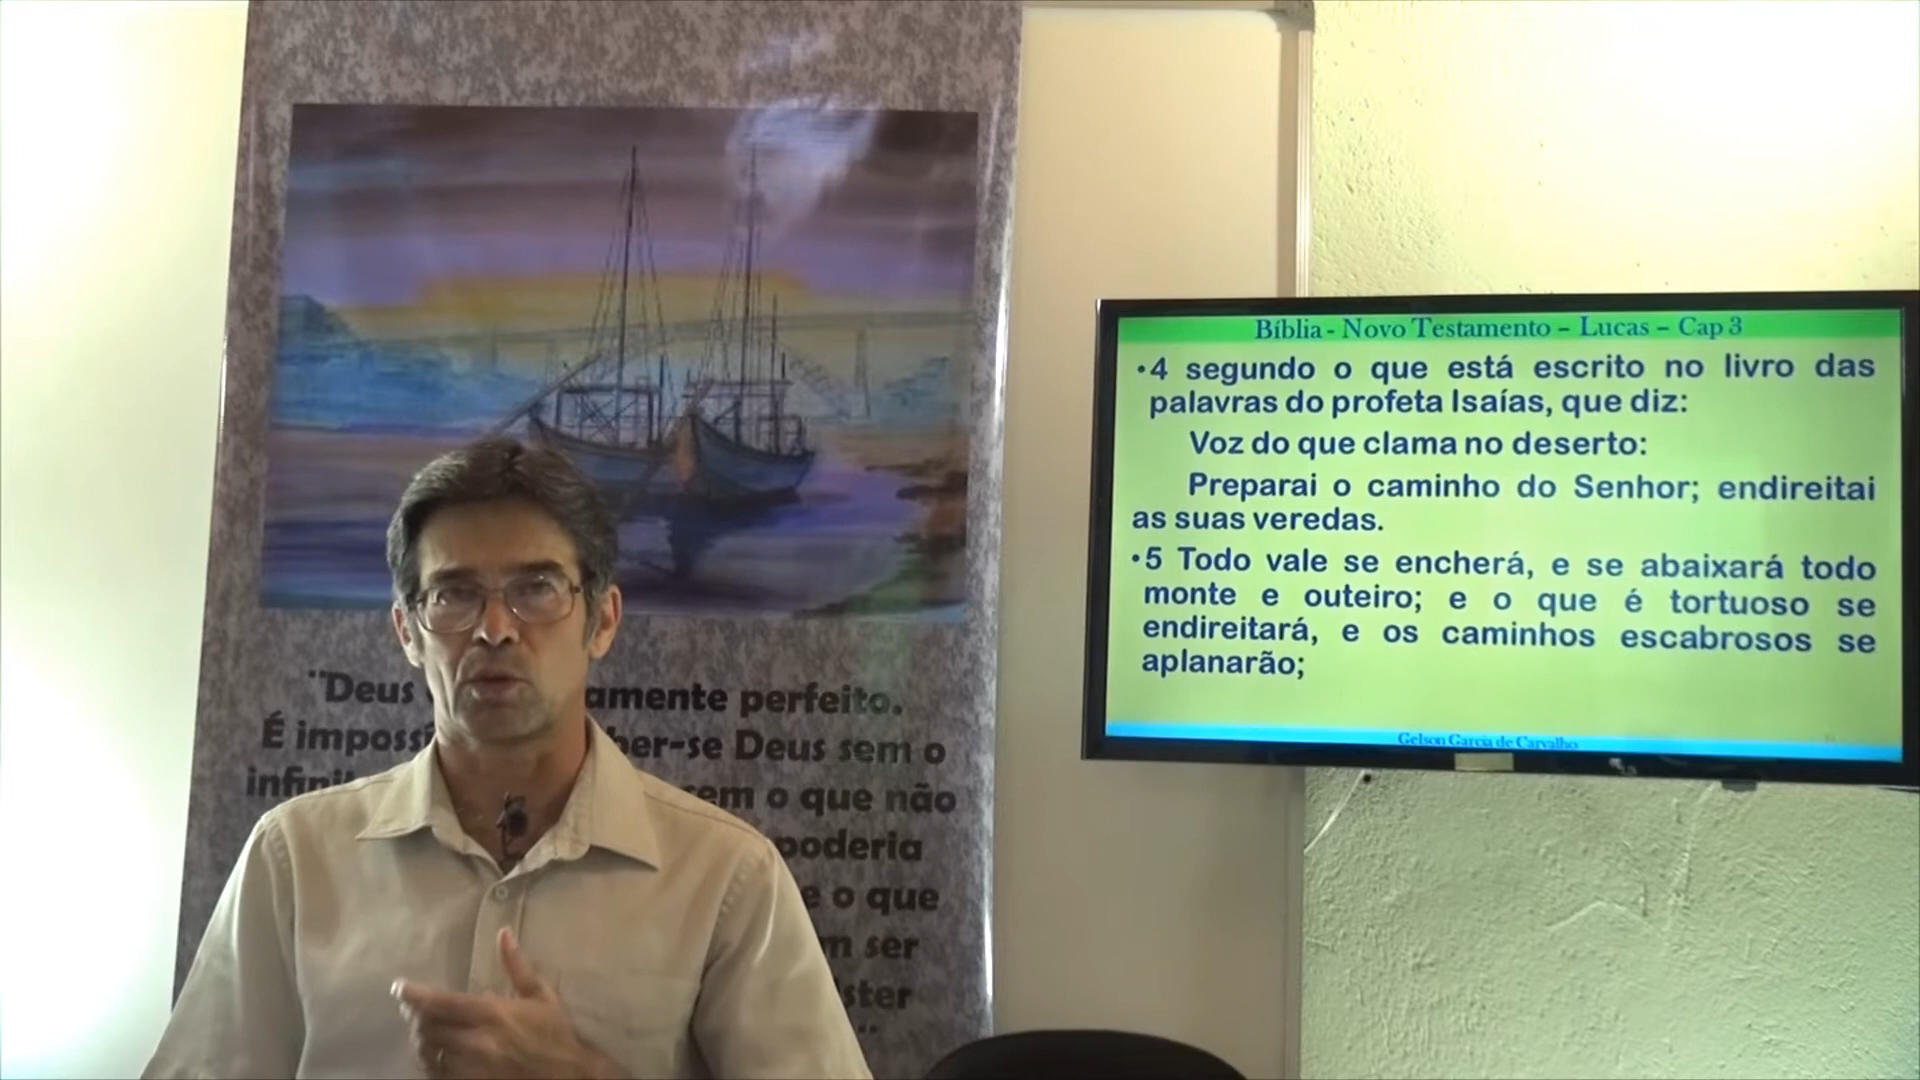 ¨Deus amente perfeito.
É impossí ber-se Deus sem o
infini sem o que não
poderia
e o que
m ser
ster
¨
Bíblia - Novo Testamento – Lucas – Cap 3
•4 segundo o que está escrito no livro das
palavras do profeta Isaías, que diz:
Voz do que clama no deserto:
Preparai o caminho do Senhor; endireitai
as suas veredas.
•5 Todo vale se encherá, e se abaixará todo
monte e outeiro; e o que é tortuoso se
endireitará, e os caminhos escabrosos se
aplanarão;
Gelson Garcia de Carvalho